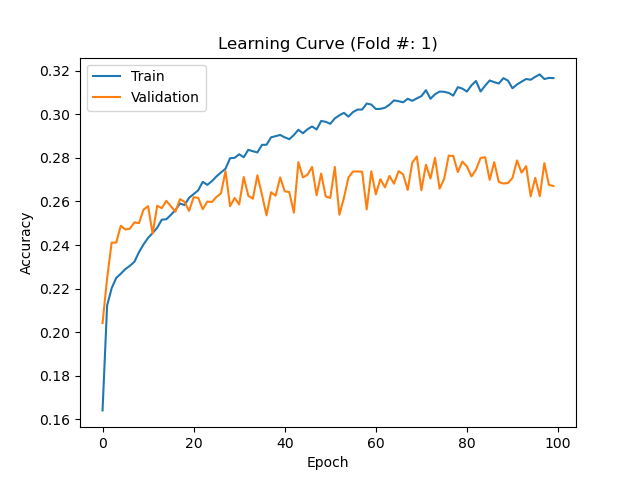 Learning Curve (Fold #: 1)
Train
Validation
0.32
0.30
0.28
0.26
0.24
0.22
0.20
0.18
0.16
Accuracy
0 20 40 60 80 100
Epoch